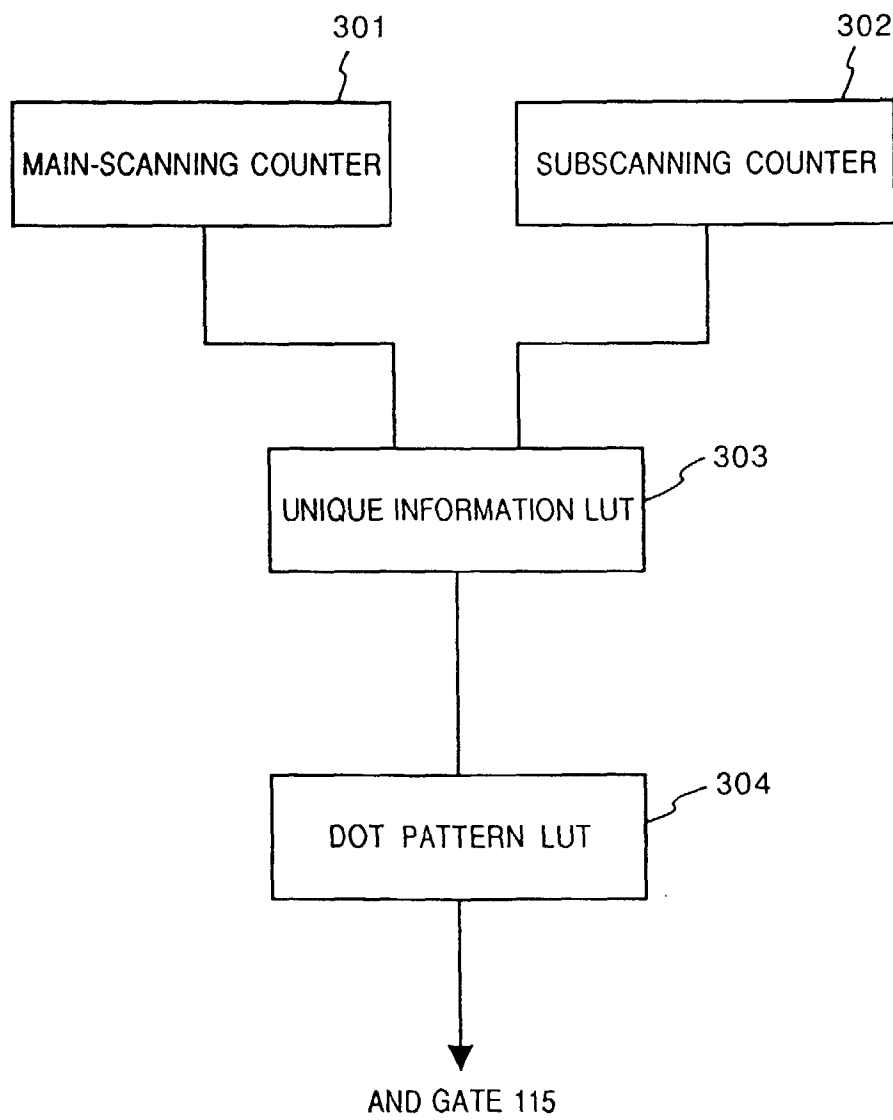 301
302
MAIN-SCANNING COUNTER
SUBSCANNING COUNTER
303
UNIQUE INFORMATION LUT
304
DOT PATTERN LUT
AND GATE 115